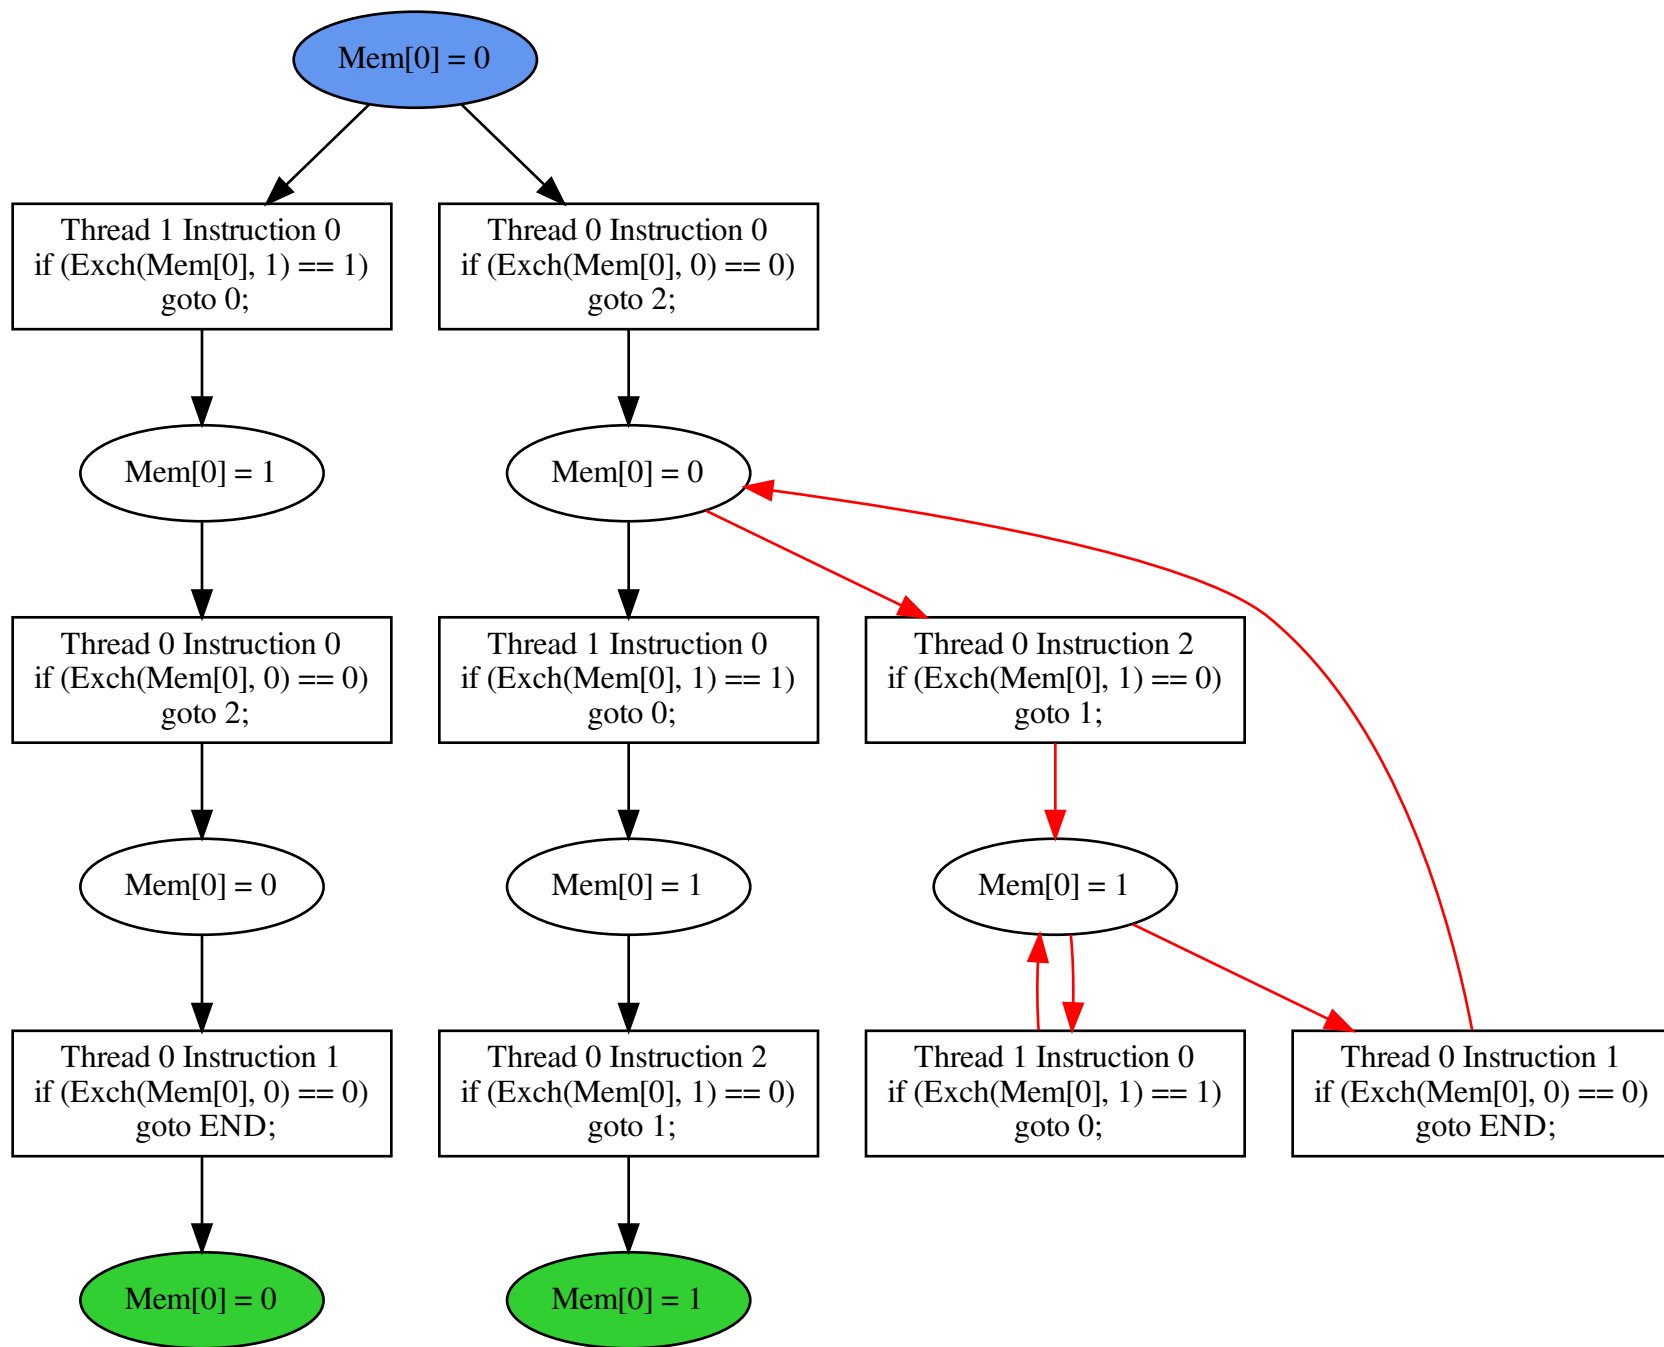 Mem[0] = 0
Thread 1 Instruction 0
if (Exch(Mem[0], 1) == 1)
goto 0;
Thread 0 Instruction 0
if (Exch(Mem[0], 0) == 0)
goto 2;
Mem[0] = 1
Mem[0] = 0
Thread 0 Instruction 0
if (Exch(Mem[0], 0) == 0)
goto 2;
Thread 1 Instruction 0
if (Exch(Mem[0], 1) == 1)
goto 0;
Thread 0 Instruction 2
if (Exch(Mem[0], 1) == 0)
goto 1;
Mem[0] = 0
Mem[0] = 1
Mem[0] = 1
Thread 0 Instruction 1
if (Exch(Mem[0], 0) == 0)
goto END;
Thread 0 Instruction 2
if (Exch(Mem[0], 1) == 0)
goto 1;
Thread 1 Instruction 0
if (Exch(Mem[0], 1) == 1)
goto 0;
Thread 0 Instruction 1
if (Exch(Mem[0], 0) == 0)
goto END;
Mem[0] = 0
Mem[0] = 1